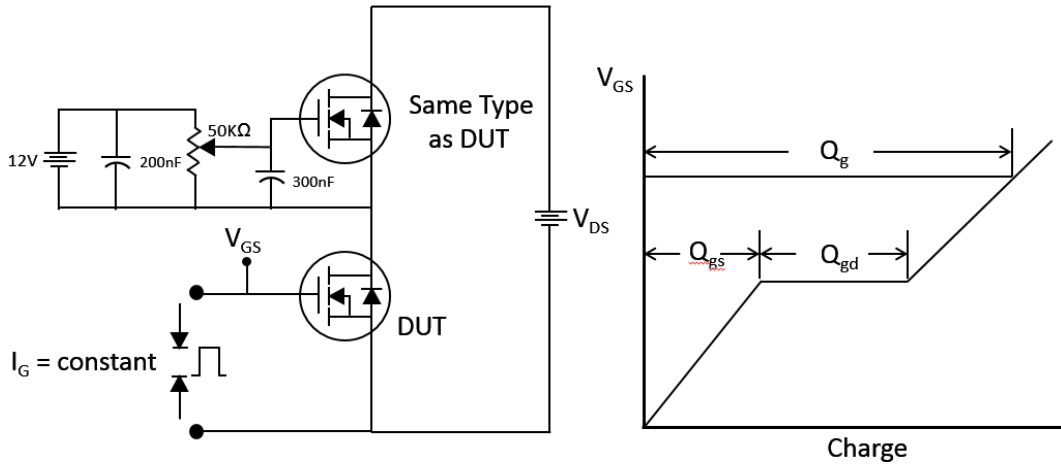 12V
200nF
50KΩ
300nF
Same Type
as DUT
V_DS
V_GS
DUT
I_G = constant
V_GS
Q_g
Q_gs
Q_gd
Charge